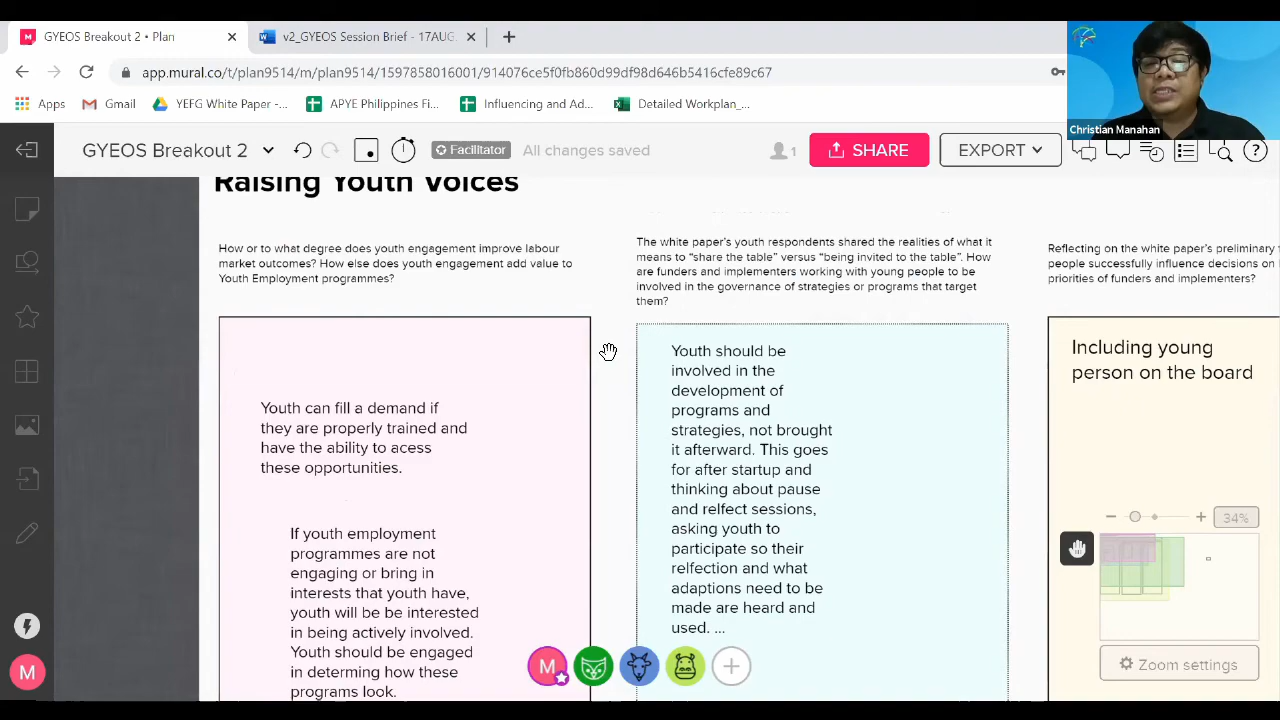 GYEOS Breakout 2 • Plan
v2_GYEOS Session Brief - 17AUG
app.mural.co/t/plan9514/m/plan9514/1597858016001/914076ce5f0fb860d99df98d646b5416cfe89c67
Apps
Gmail
YEFG White Paper -...
APYE Philippines Fi...
Influencing and Ad...
Detailed Workplan_...
Christian Manahan
GYEOS Breakout 2
Facilitator
All changes saved
1
SHARE
EXPORT
?
Raising Youth Voices
How or to what degree does youth engagement improve labour
market outcomes? How else does youth engagement add value to
Youth Employment programmes?
The white paper's youth respondents shared the realities of what it
means to "share the table" versus "being invited to the table". How
are funders and implementers working with young people to be
involved in the governance of strategies or programs that target
them?
Reflecting on the white paper's preliminary
people successfully influence decisions on
priorities of funders and implementers?
Youth can fill a demand if
they are properly trained and
have the ability to acess
these opportunities.
If youth employment
programmes are not
engaging or bring in
interests that youth have,
youth will be be interested
in being actively involved.
Youth should be engaged
in determing how these
programs look.
Youth should be
involved in the
development of
programs and
strategies, not brought
it afterward. This goes
for after startup and
thinking about pause
and relfect sessions,
asking youth to
participate so their
relfection and what
adaptions need to be
made are heard and
used. ...
Including young
person on the board
34%
Zoom settings
M
M